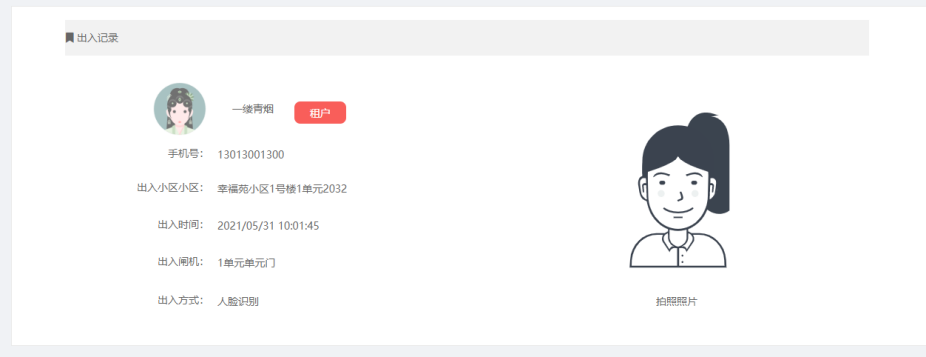 出入记录
一缕青烟 租户
手机号： 13013001300
出入小区小区： 幸福苑小区1号楼1单元2032
出入时间： 2021/05/31 10:01:45
出入闸机： 1单元单元门
出入方式： 人脸识别
拍照照片